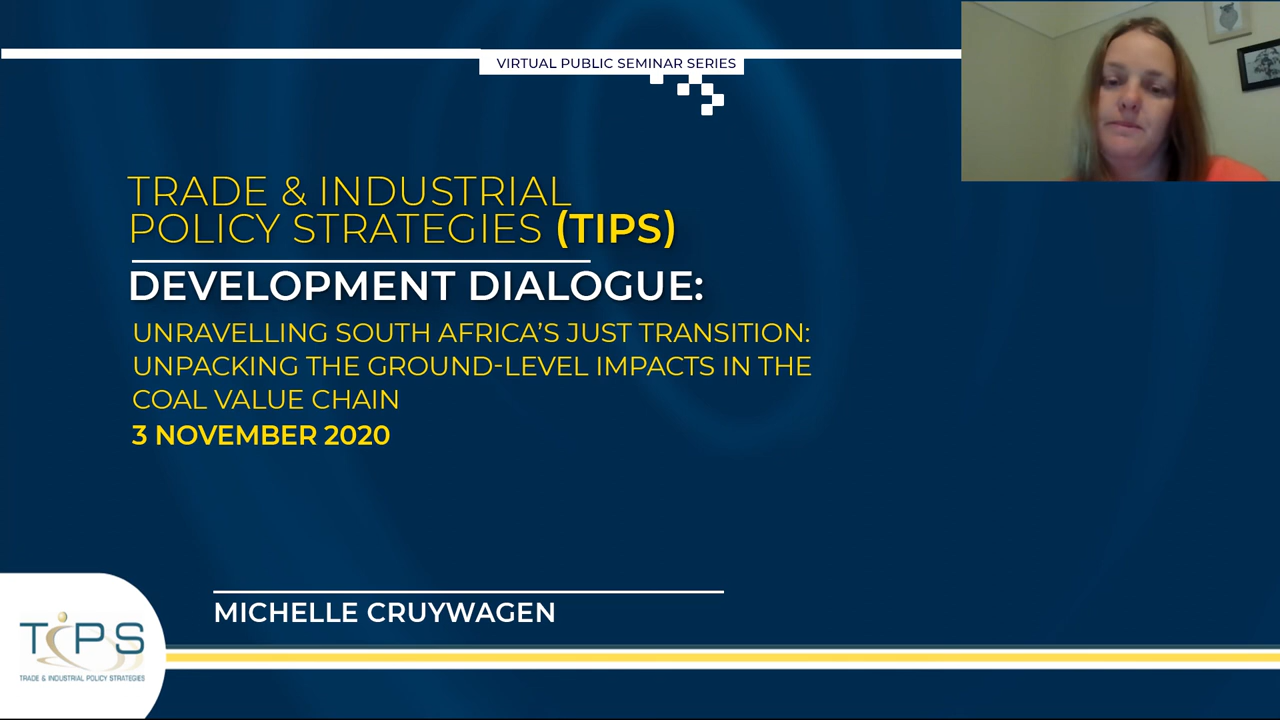 VIRTUAL PUBLIC SEMINAR SERIES
TRADE & INDUSTRIAL
POLICY STRATEGIES (TIPS)
DEVELOPMENT DIALOGUE:
UNRAVELLING SOUTH AFRICA'S JUST TRANSITION:
UNPACKING THE GROUND-LEVEL IMPACTS IN THE
COAL VALUE CHAIN
3 NOVEMBER 2020
MICHELLE CRUYWAGEN
TiPS
TRADE & INDUSTRIAL POLICY STRATEGIES